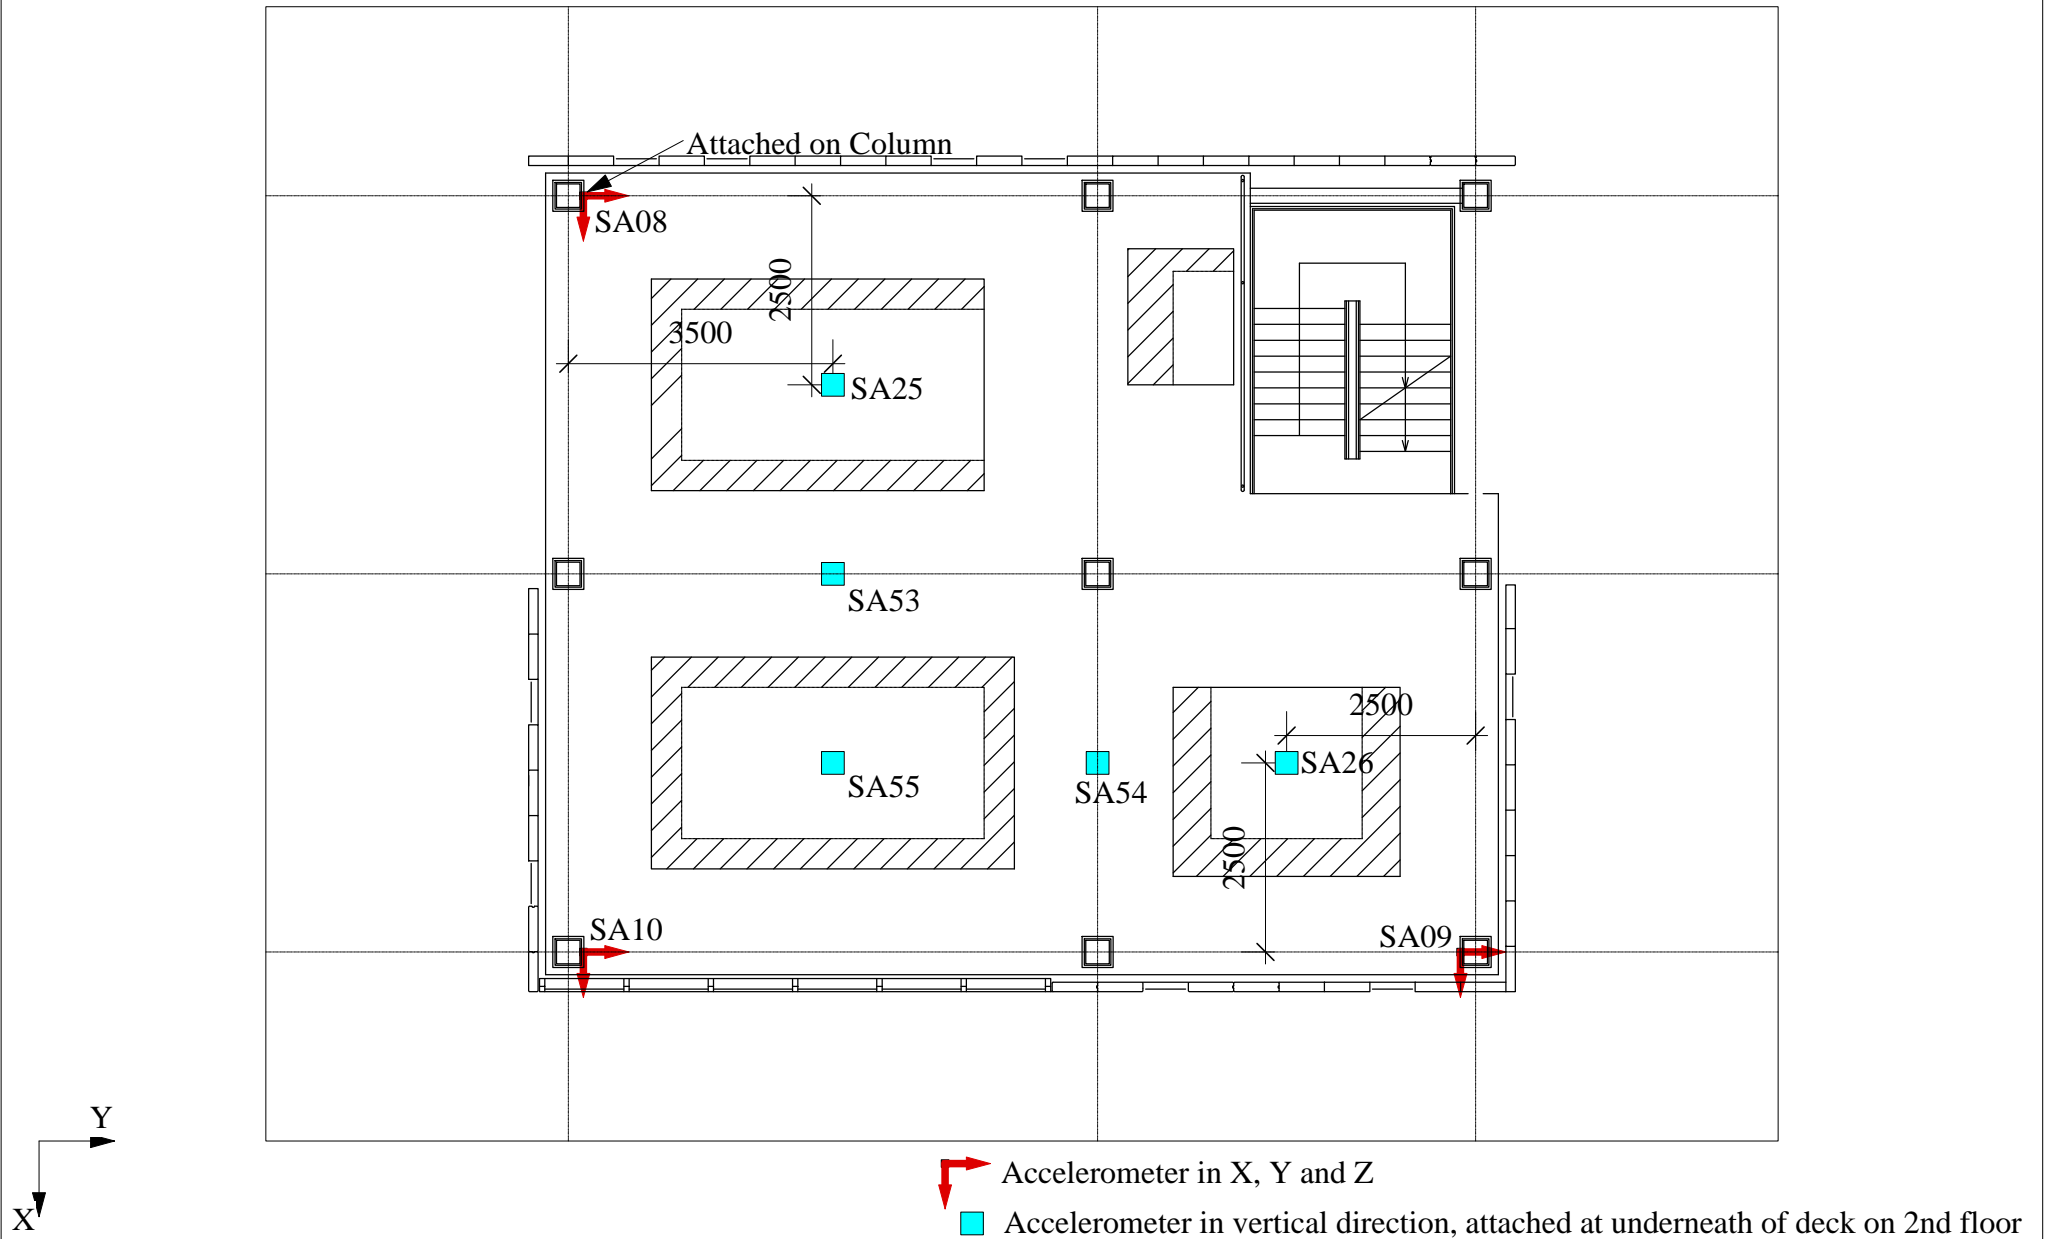 Attached on Column
SA08
2500
3500
SA25
SA53
2500
SA55
SA54
SA26
2500
SA10
SA09
Y
X
Accelerometer in X, Y and Z
Accelerometer in vertical direction, attached at underneath of deck on 2nd floor